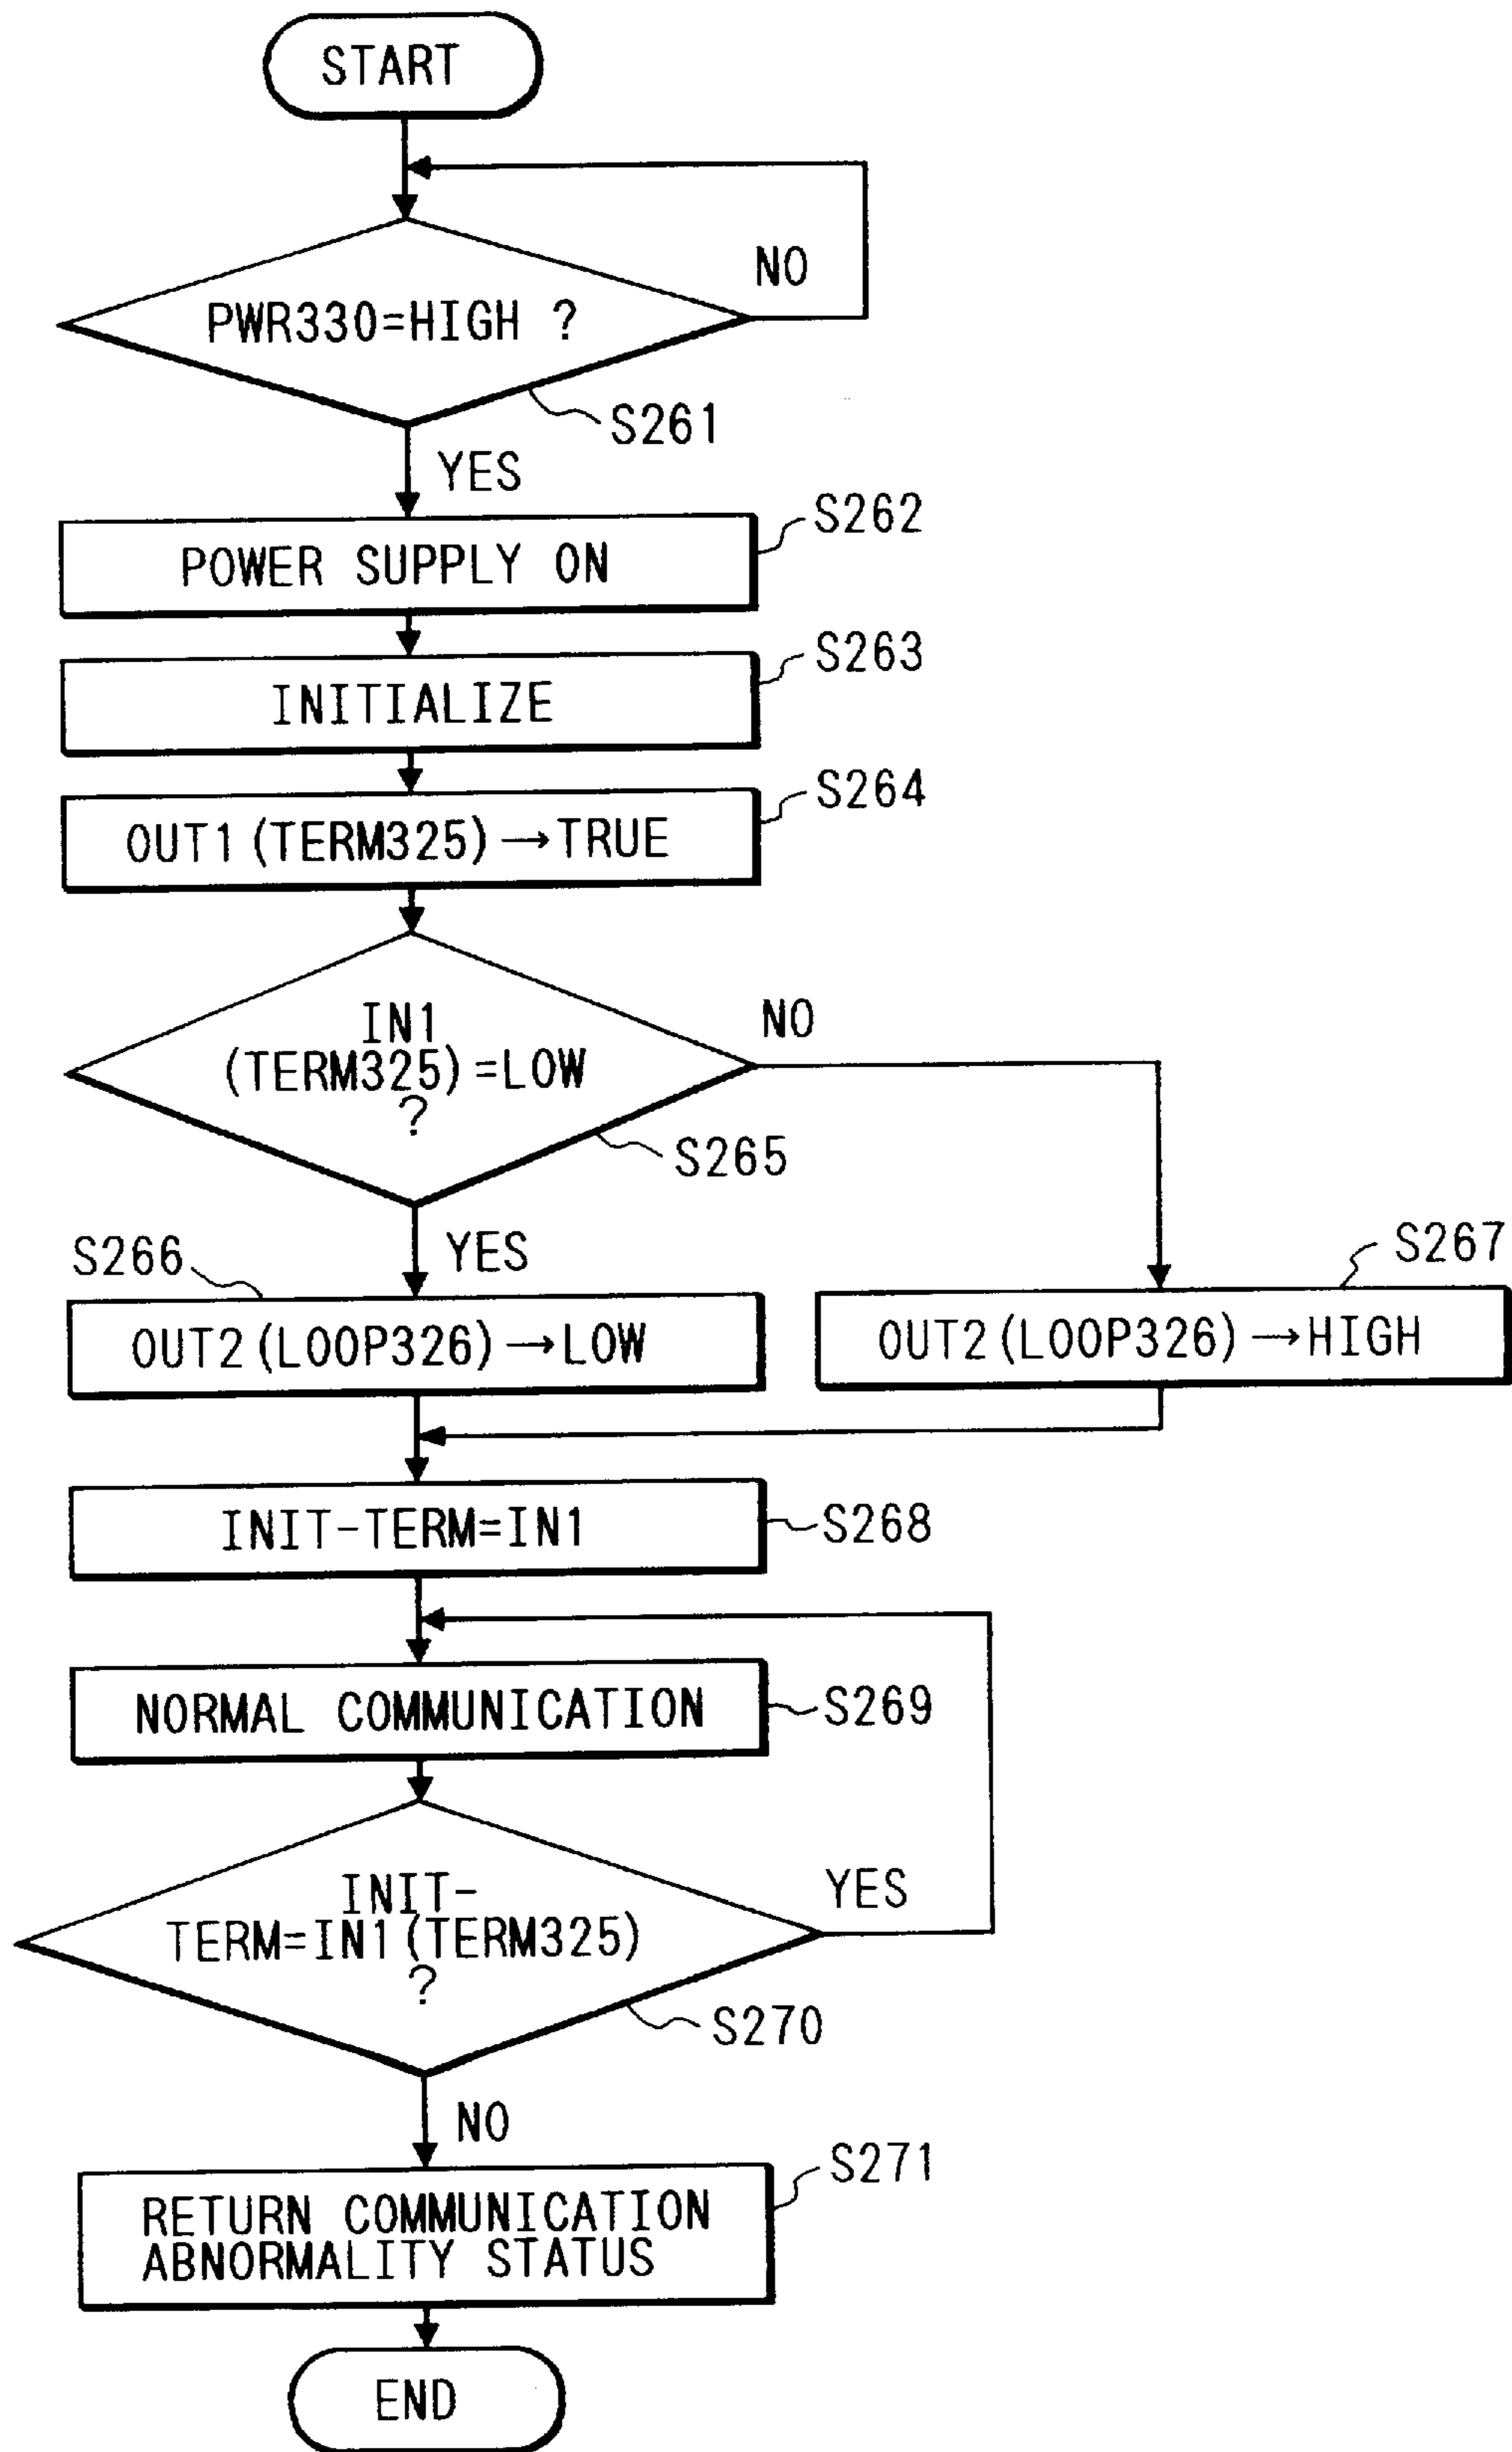 START
NO
PWR330=HIGH ?
S261
YES
S262
POWER SUPPLY ON
S263
INITIALIZE
S264
OUT1(TERM325)→TRUE
NO
IN1
(TERM325)=LOW
?
S265
YES
S266
S267
OUT2(LOOP326)→LOW
OUT2(LOOP326)→HIGH
INIT-TERM=IN1
S268
NORMAL COMMUNICATION
S269
YES
INIT-
TERM=IN1(TERM325)
?
S270
NO
S271
RETURN COMMUNICATION
ABNORMALITY STATUS
END